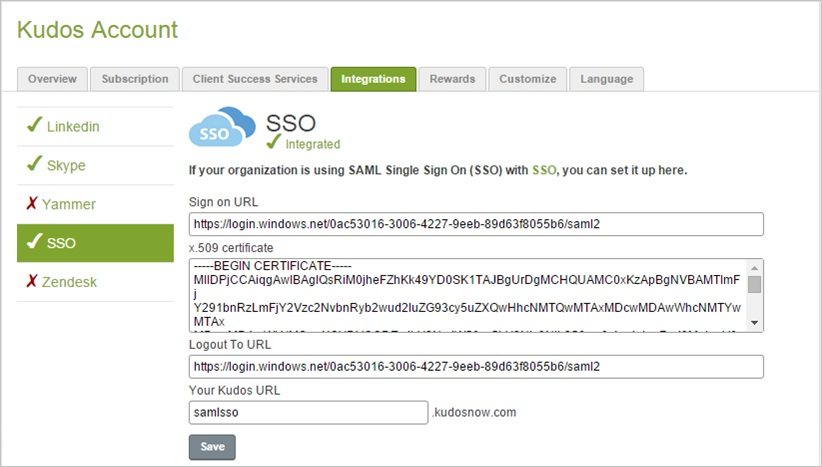 Kudos Account
Overview
Subscription
Client Success Services
Integrations
Rewards
Customize
Language
Linkedin
Skype
Yammer
SSO
Zendesk
SSO
SSO
Integrated
If your organization is using SAML Single Sign On (SSO) with SSO, you can set it up here.
Sign on URL
https://login.windows.net/0ac53016-3006-4227-9eeb-89d63f8055b6/saml2
x.509 certificate
-----BEGIN CERTIFICATE-----
MIIDPjCCAiqgAwIBAgIQsRiM0jheFZhKk49YD0SK1TAJBgUrDgMCHQUAMC0xKzApBgNVBAMTImFj
Y291bnRzLmFjY2Vzc2NvbnRyb2wud2luZG93cy5uZXQwHhcNMTQwMTAxMDcwMDAwWhcNMTYwMTAx
Logout To URL
https://login.windows.net/0ac53016-3006-4227-9eeb-89d63f8055b6/saml2
Your Kudos URL
samlsso .kudosnow.com
Save